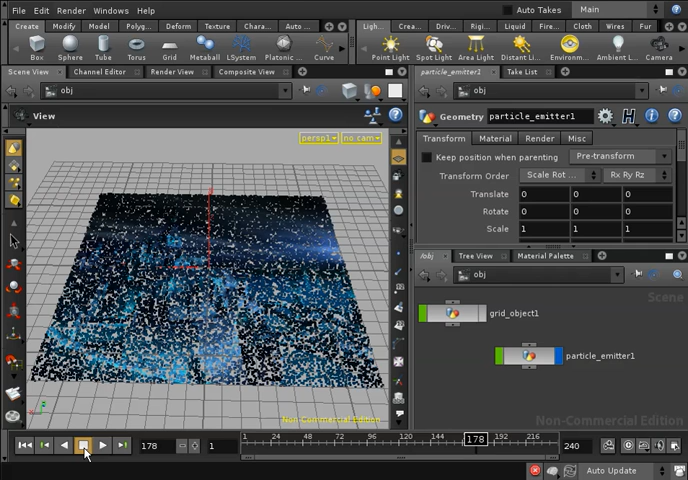 File Edit Render Windows Help
Auto Takes
Main
Create
Modify
Model...
Polyg...
Deform
Texture
Chara...
Auto ...
Ligh...
Crea...
Driv...
Rigi...
Liquid
Fire...
Cloth
Wires
Fur
Box
Sphere
Tube
Torus
Grid
Metaball
LSystem
Platonic ...
Curve
Point Light
Spot Light
Area Light
Distant Li...
Environ...
Ambient L...
Camera
Scene View
Channel Editor
Render View
Composite View
particle_emitter1
Take List
obj
obj
View
Geometry
particle_emitter1
persp1
no cam
Transform
Material
Render
Misc
Keep position when parenting
Pre-transform
Transform Order
Scale Rot ...
Rx Ry Rz
Translate
0
0
0
Rotate
0
0
0
Scale
1
1
1
/obj
Tree View
Material Palette
obj
Scene
grid_object1
particle_emitter1
Non-Commercial Edition
Non-Commercial Edition
178
1
1
24
48
72
96
120
144
178
192
216
240
Auto Update